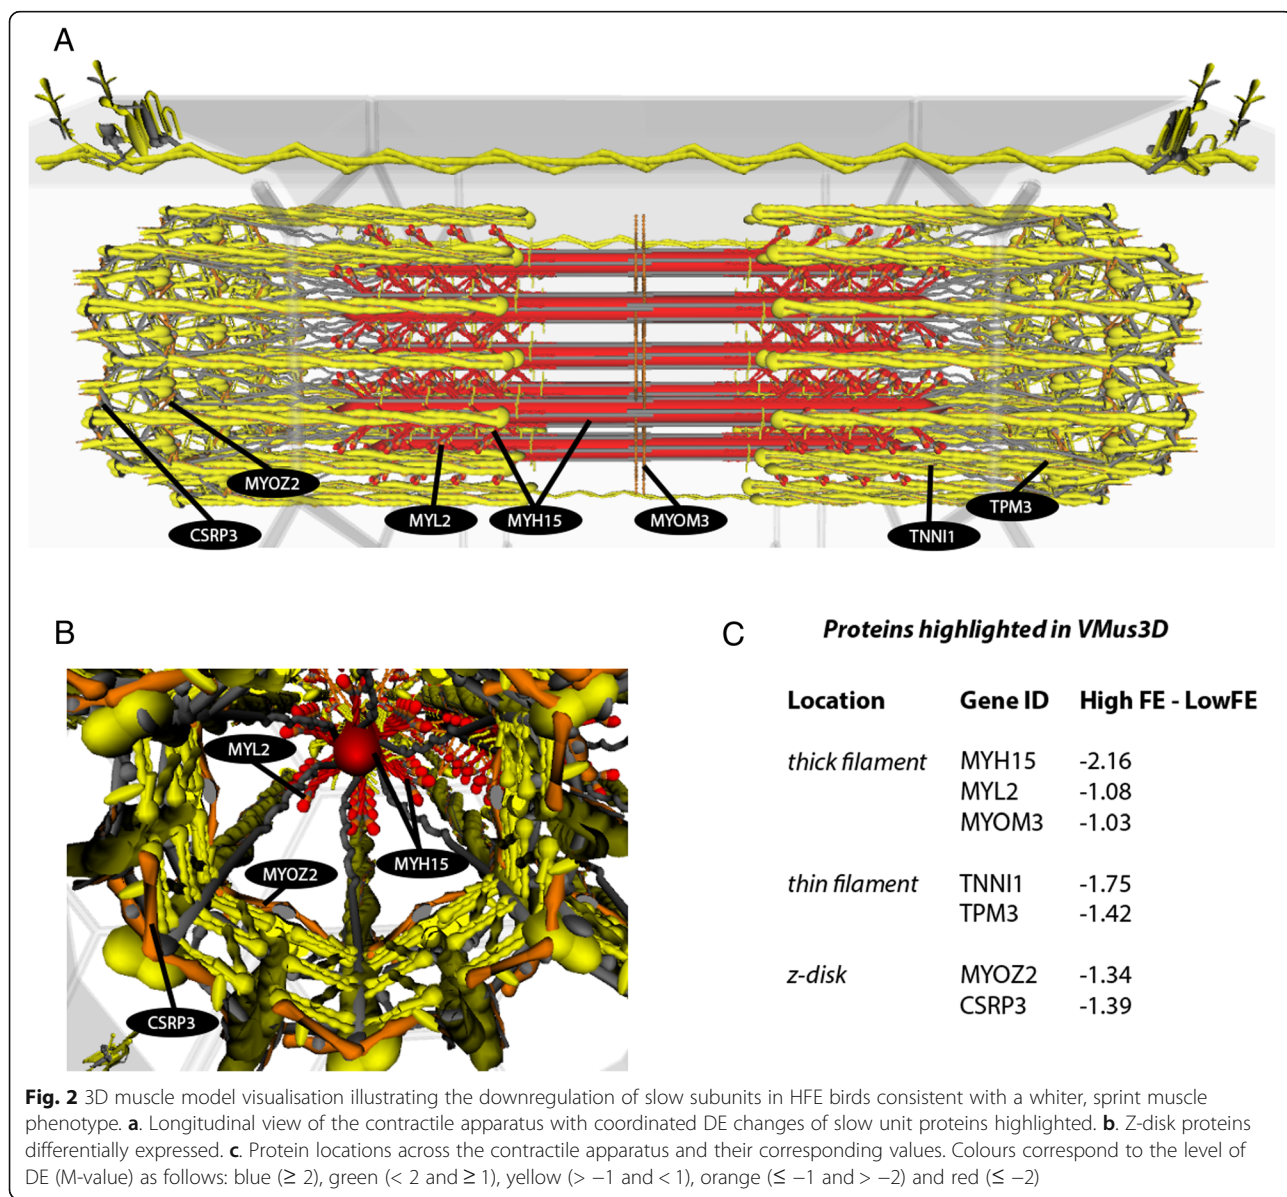 A
MYOZ2
CSRP3
MYL2
MYH15
MYOM3
TNNI1
TPM3
B
MYL2
MYH15
MYOZ2
CSRP3
C
Proteins highlighted in VMus3D
Location Gene ID High FE - LowFE
thick filament MYH15 -2.16
MYL2 -1.08
MYOM3 -1.03
thin filament TNNI1 -1.75
TPM3 -1.42
z-disk MYOZ2 -1.34
CSRP3 -1.39
Fig. 2 3D muscle model visualisation illustrating the downregulation of slow subunits in HFE birds consistent with a whiter, sprint muscle
phenotype. a. Longitudinal view of the contractile apparatus with coordinated DE changes of slow unit proteins highlighted. b. Z-disk proteins
differentially expressed. c. Protein locations across the contractile apparatus and their corresponding values. Colours correspond to the level of
DE (M-value) as follows: blue (≥ 2), green (< 2 and ≥ 1), yellow (> −1 and < 1), orange (≤ −1 and > −2) and red (≤ −2)